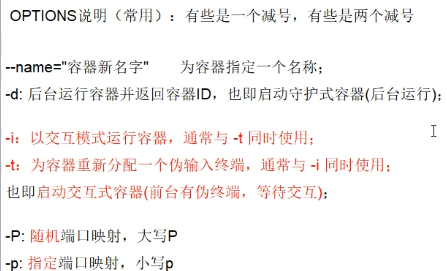 OPTIONS说明（常用）：有些是一个减号，有些是两个减号
--name="容器新名字"　　为容器指定一个名称；
-d: 后台运行容器并返回容器ID，也即启动守护式容器(后台运行)；
-i：以交互模式运行容器，通常与 -t 同时使用；
-t：为容器重新分配一个伪输入终端，通常与 -i 同时使用；
也即启动交互式容器(前台有伪终端，等待交互)；
-P: 随机端口映射，大写P
-p: 指定端口映射，小写p